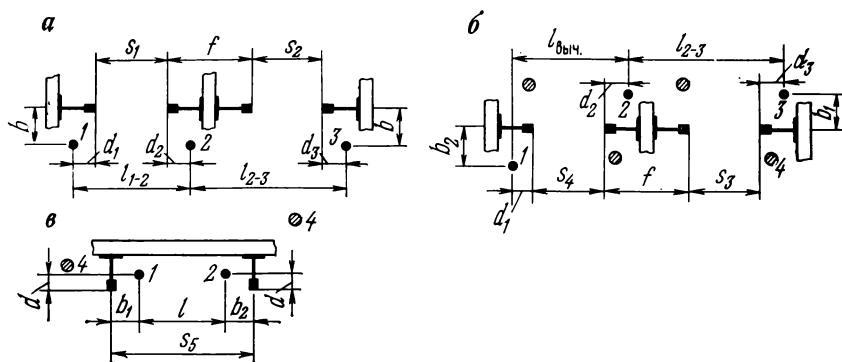 а
s₁ f s₂
b b
1 2 3
d₁ d₂ d₃
l₁₋₂ l₂₋₃
б
lвыч. l₂₋₃
d₃
d₂ 2 3 b₁
b₂ 1 4
s₄ f s₃
d₁
в
4
4 1 2
d d
b₁ l b₂
s₅